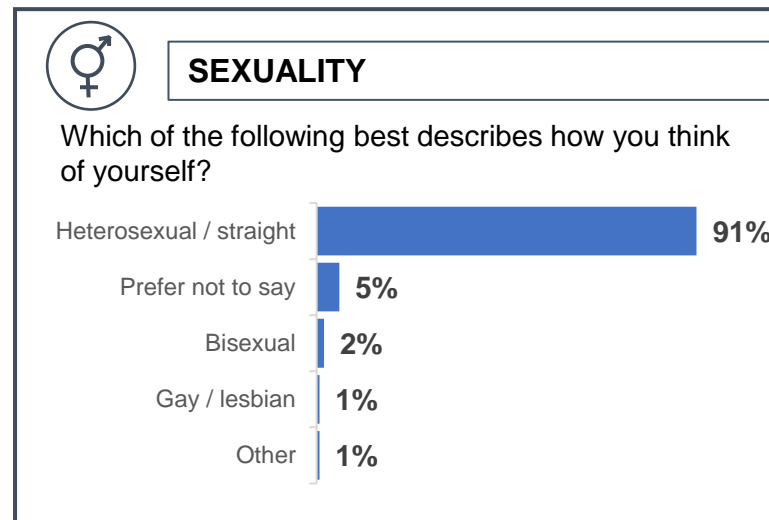 SEXUALITY
Which of the following best describes how you think
of yourself?
Heterosexual / straight 91%
Prefer not to say 5%
Bisexual 2%
Gay / lesbian 1%
Other 1%